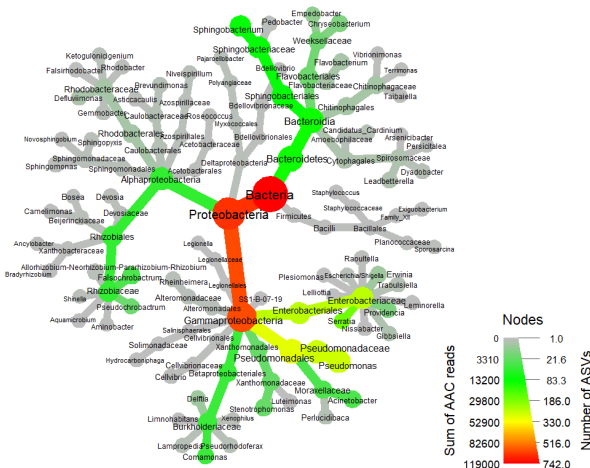 Empedobacter
Pedobacter
Chryseobacterium
Sphingobacterium
Weeksellaceae
Sphingobacteriaceae
Ketogulonicigenium
Pajaroellobacter
Flavobacterium
Vibrionimonas
Falsirhodobacter
Rhodobacter
Niveispirillum
Bdellovibrio
Flavobacteriales
Terrimonas
Rhodobacteraceae
Brevundimonas
Polyangiaceae
Flavobacteriaceae
Chitinophagaceae
Defluviimonas
Asticcacaulis
Azospirillaceae
Sphingobacteriales
Taibaiella
Gemmobacter
Caulobacteraceae
Roseococcus
Bdellovibrionaceae
Chitinophagales
Myxococcales
Bacteroidia
Rhodobacterales
Azospirillales
Bdellovibrionales
Candidatus_Cardinium
Novosphingobium
Sphingopyxis
Acetobacteraceae
Amoebophilaceae
Arsenicibacter
Caulobacterales
Persicitalea
Sphingomonadaceae
Deltaproteobacteria
Bacteroidetes
Cytophagales
Spirosomaceae
Sphingomonas
Sphingomonadales
Acetobacterales
Dyadobacter
Alphaproteobacteria
Leadbetterella
Bosea
Devosia
Bacteria
Staphylococcus
Camelimonas
Devosiaceae
Proteobacteria
Staphylococcaceae
Exiguobacterium
Beijerinckiaceae
Firmicutes
Family_XII
Rhizobiales
Bacilli
Bacillales
Ancylobacter
Legionella
Planococcaceae
Xanthobacteraceae
Sporosarcina
Legionellaceae
Raoultella
Allorhizobium-Neorhizobium-Parachizobium-Rhizobium
Bradyrhizobium
Falsochrobactrum
Rheinheimera
Legionellales
Plesiomonas
Escherichia/Shigella
Erwinia
Rhizobiaceae
Trabulsiella
Alteromonadaceae
SS1-B-07-19
Lelliottia
Enterobacteriaceae
Leminorella
Shinella
Pseudochrobactrum
Alteromonadales
Enterobacteriales
Providencia
Aquamicrobium
Gammaproteobacteria
Serratia
Aminobacter
Salinisphaerales
Nissabacter
Gibbsiella
Solimonadaceae
Cellvibrionales
Xanthomonadales
Pseudomonadaceae
Hydrocarboniphaga
Pseudomonadales
Cellvibrionaceae
Pseudomonas
Cellvibrio
Betaproteobacteriales
Xanthomonadaceae
Moraxellaceae
Delftia
Luteimonas
Acinetobacter
Stenotrophomonas
Limnohabitans
Xenophilus
Perlucidibaca
Burkholderiaceae
Lampropedia
Pseudorhodoferax
Comamonas
Nodes
0 1.0
3310 21.6
13200 83.3
29800 186.0
52900 330.0
82600 516.0
119000 742.0
Sum of AAC reads
Number of ASVs